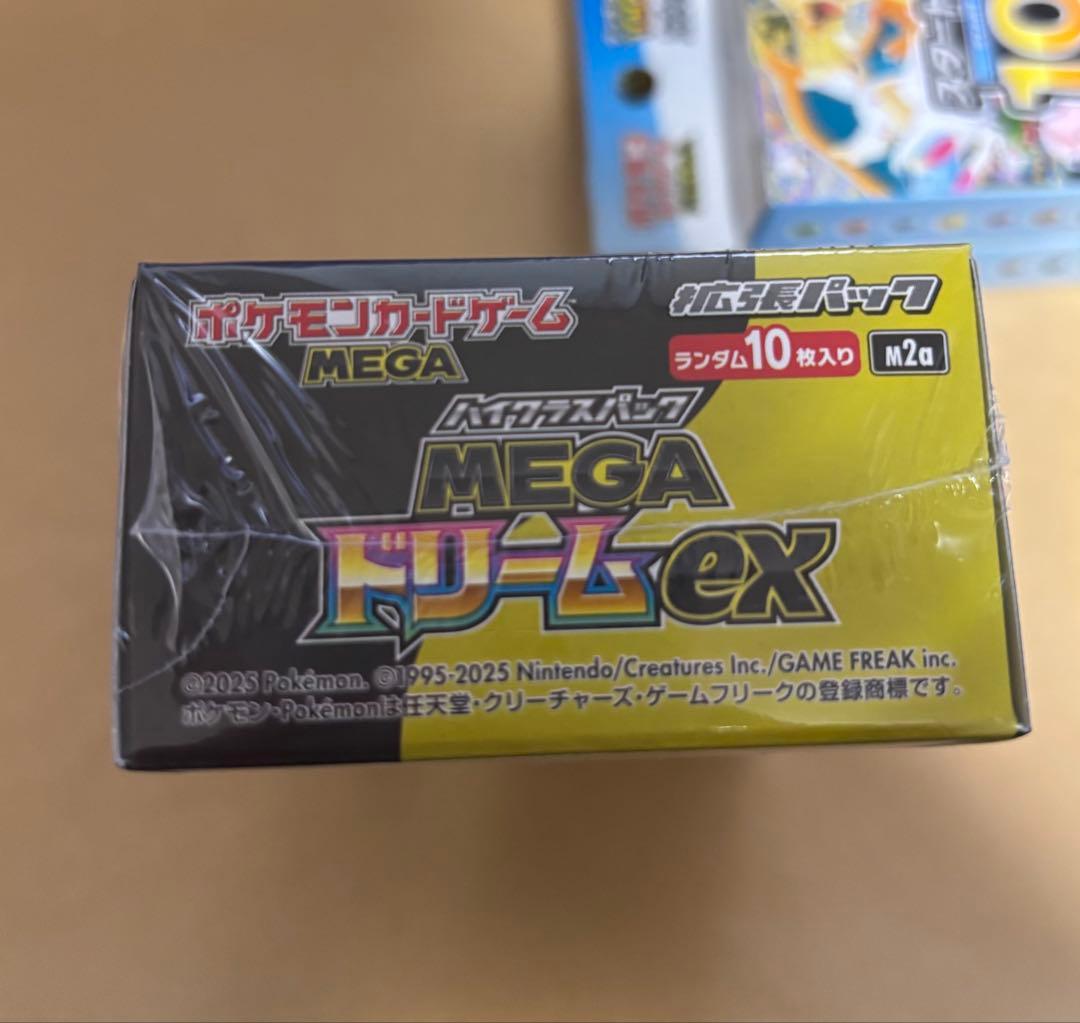 ポケモンカードゲーム
MEGA
拡張パック
ランダム10枚入り M2a
ハイクラスパック
MEGA
ドリームex
©2025 Pokémon. ©1995-2025 Nintendo/Creatures Inc./GAME FREAK inc.
ポケモン・Pokémonは任天堂・クリーチャーズ・ゲームフリークの登録商標です。
10